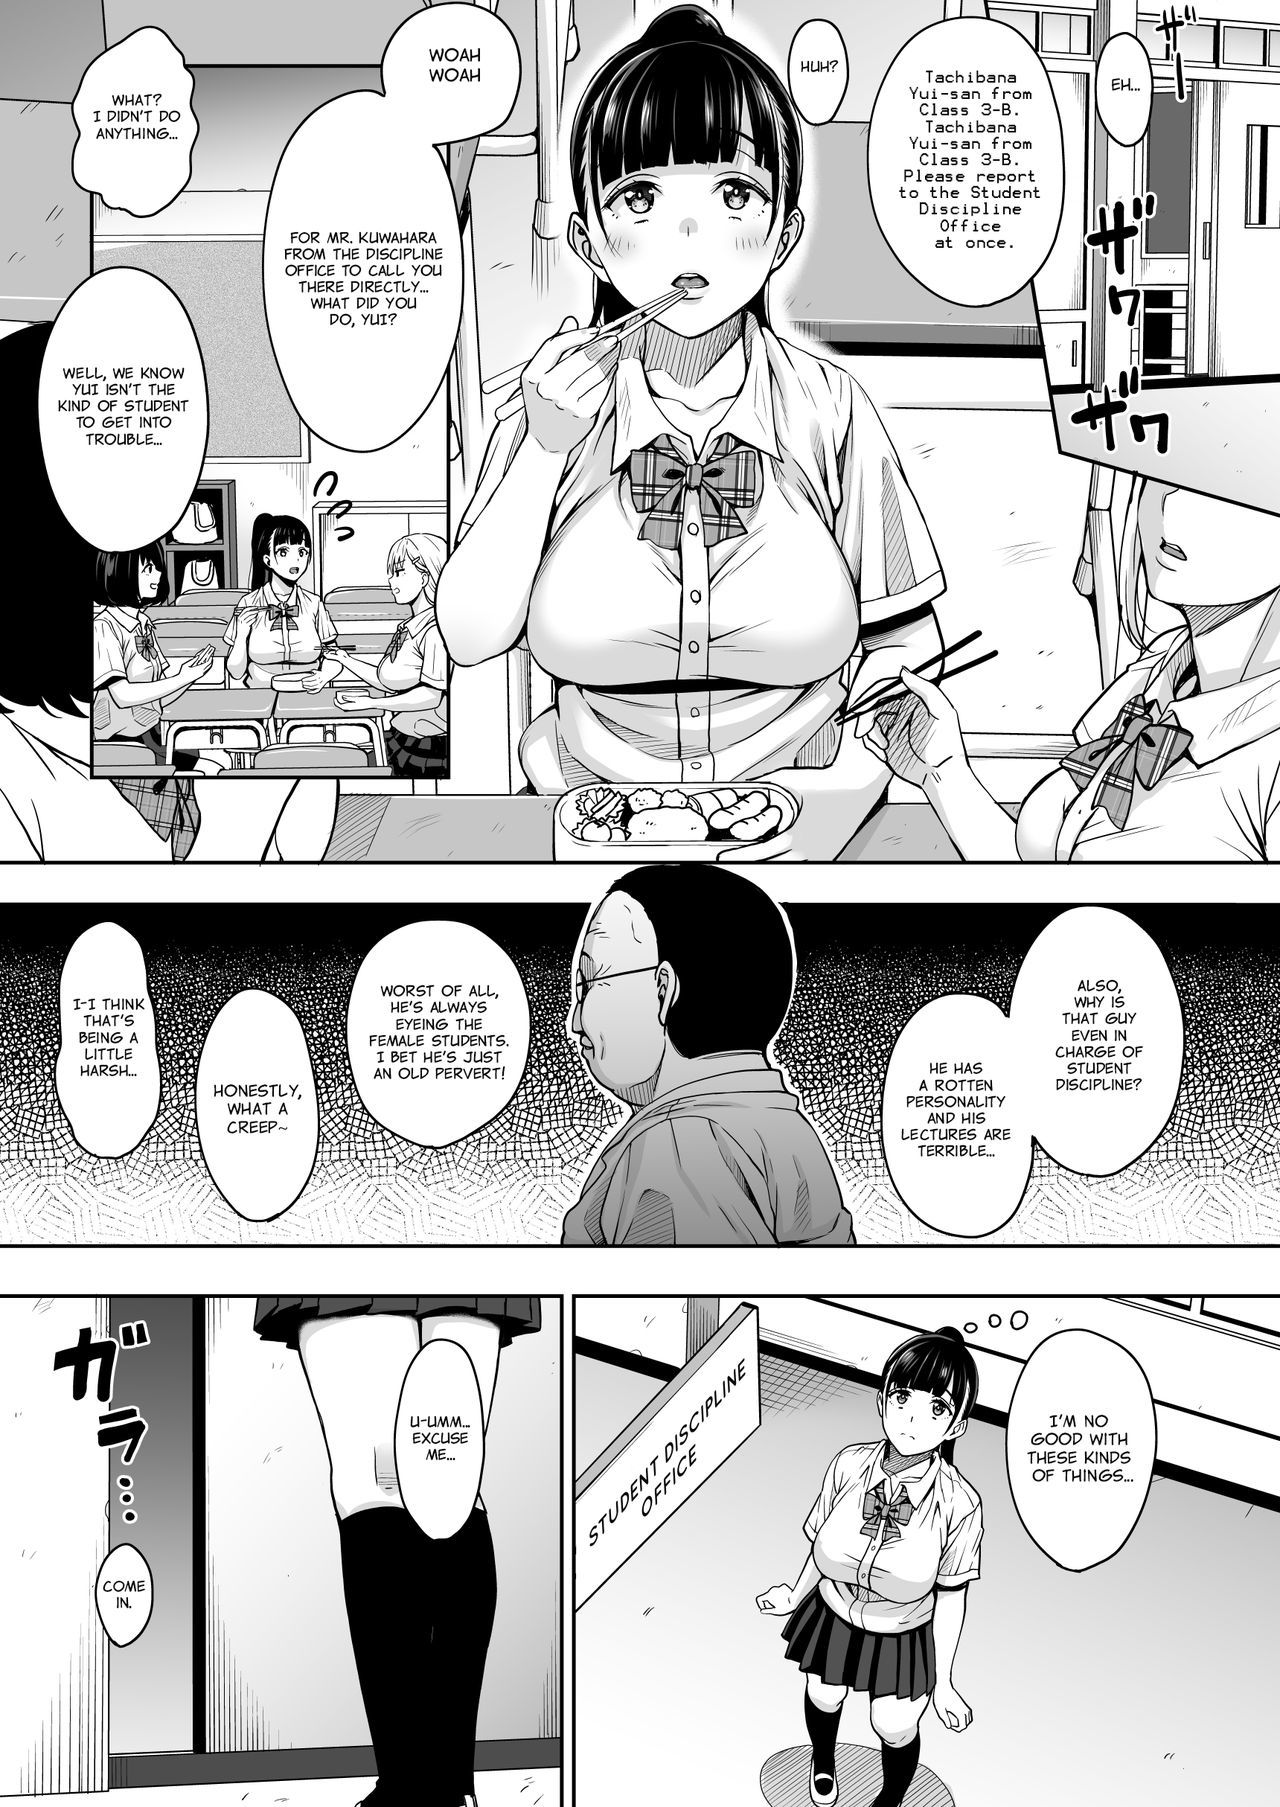 EH...
ザワ
ザワ
Tachibana
Yui-san from
Class 3-B.
Tachibana
Yui-san from
Class 3-B.
Please report
to the Student
Discipline
Office
at once.
HUH?
WOAH
WOAH
FOR MR. KUWAHARA
FROM THE DISCIPLINE
OFFICE TO CALL YOU
THERE DIRECTLY...
WHAT DID YOU
DO, YUI?
WHAT?
I DIDN'T DO
ANYTHING...
WELL, WE KNOW
YUI ISN'T THE
KIND OF STUDENT
TO GET INTO
TROUBLE...
ALSO,
WHY IS
THAT GUY
EVEN IN
CHARGE OF
STUDENT
DISCIPLINE?
HE HAS
A ROTTEN
PERSONALITY
AND HIS
LECTURES ARE
TERRIBLE...
WORST OF ALL,
HE'S ALWAYS
EYEING THE
FEMALE STUDENTS.
I BET HE'S JUST
AN OLD PERVERT!
HONESTLY,
WHAT A
CREEP~
I-I THINK
THAT'S
BEING A
LITTLE
HARSH...
I'M NO
GOOD WITH
THESE KINDS
OF THINGS...
STUDENT DISCIPLINE
OFFICE
U-UMM...
EXCUSE
ME...
ガラ...
COME
IN.